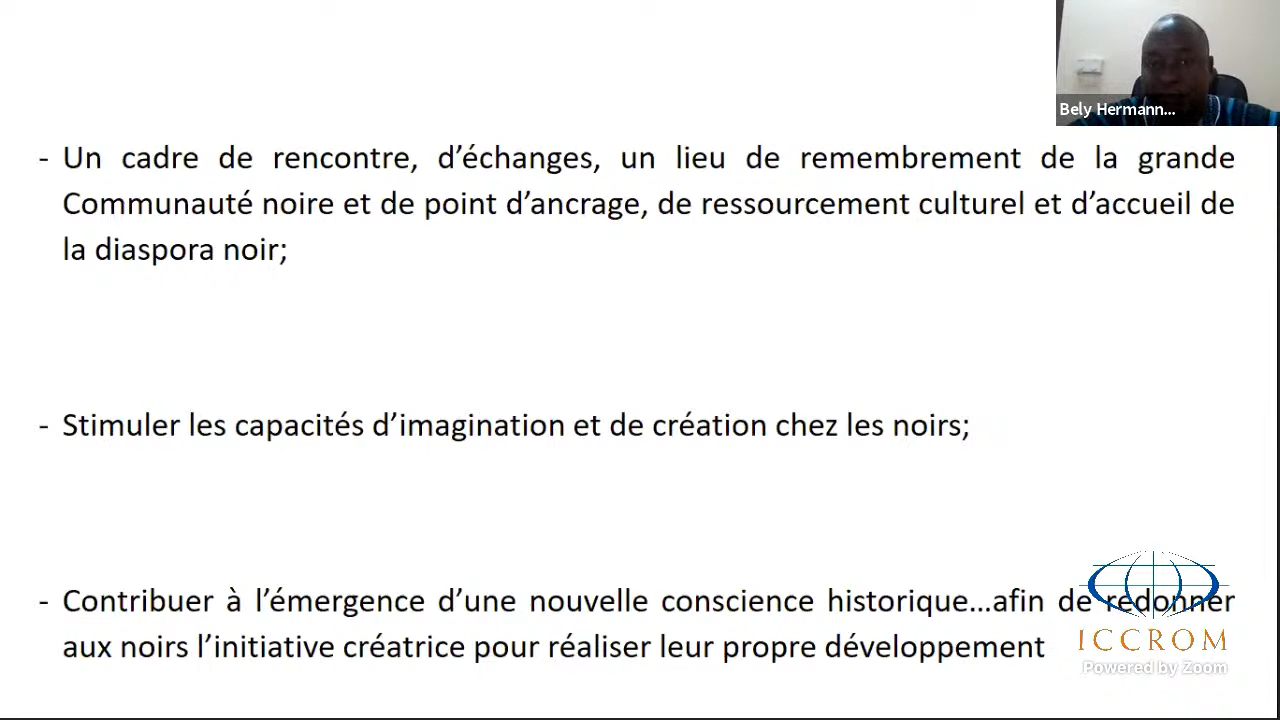 Bely Hermann...
- Un cadre de rencontre, d’échanges, un lieu de remembrement de la grande
Communauté noire et de point d’ancrage, de ressourcement culturel et d’accueil de
la diaspora noir;
- Stimuler les capacités d’imagination et de création chez les noirs;
- Contribuer à l’émergence d’une nouvelle conscience historique...afin de redonner
aux noirs l’initiative créatrice pour réaliser leur propre développement
ICCROM
Powered by Zoom